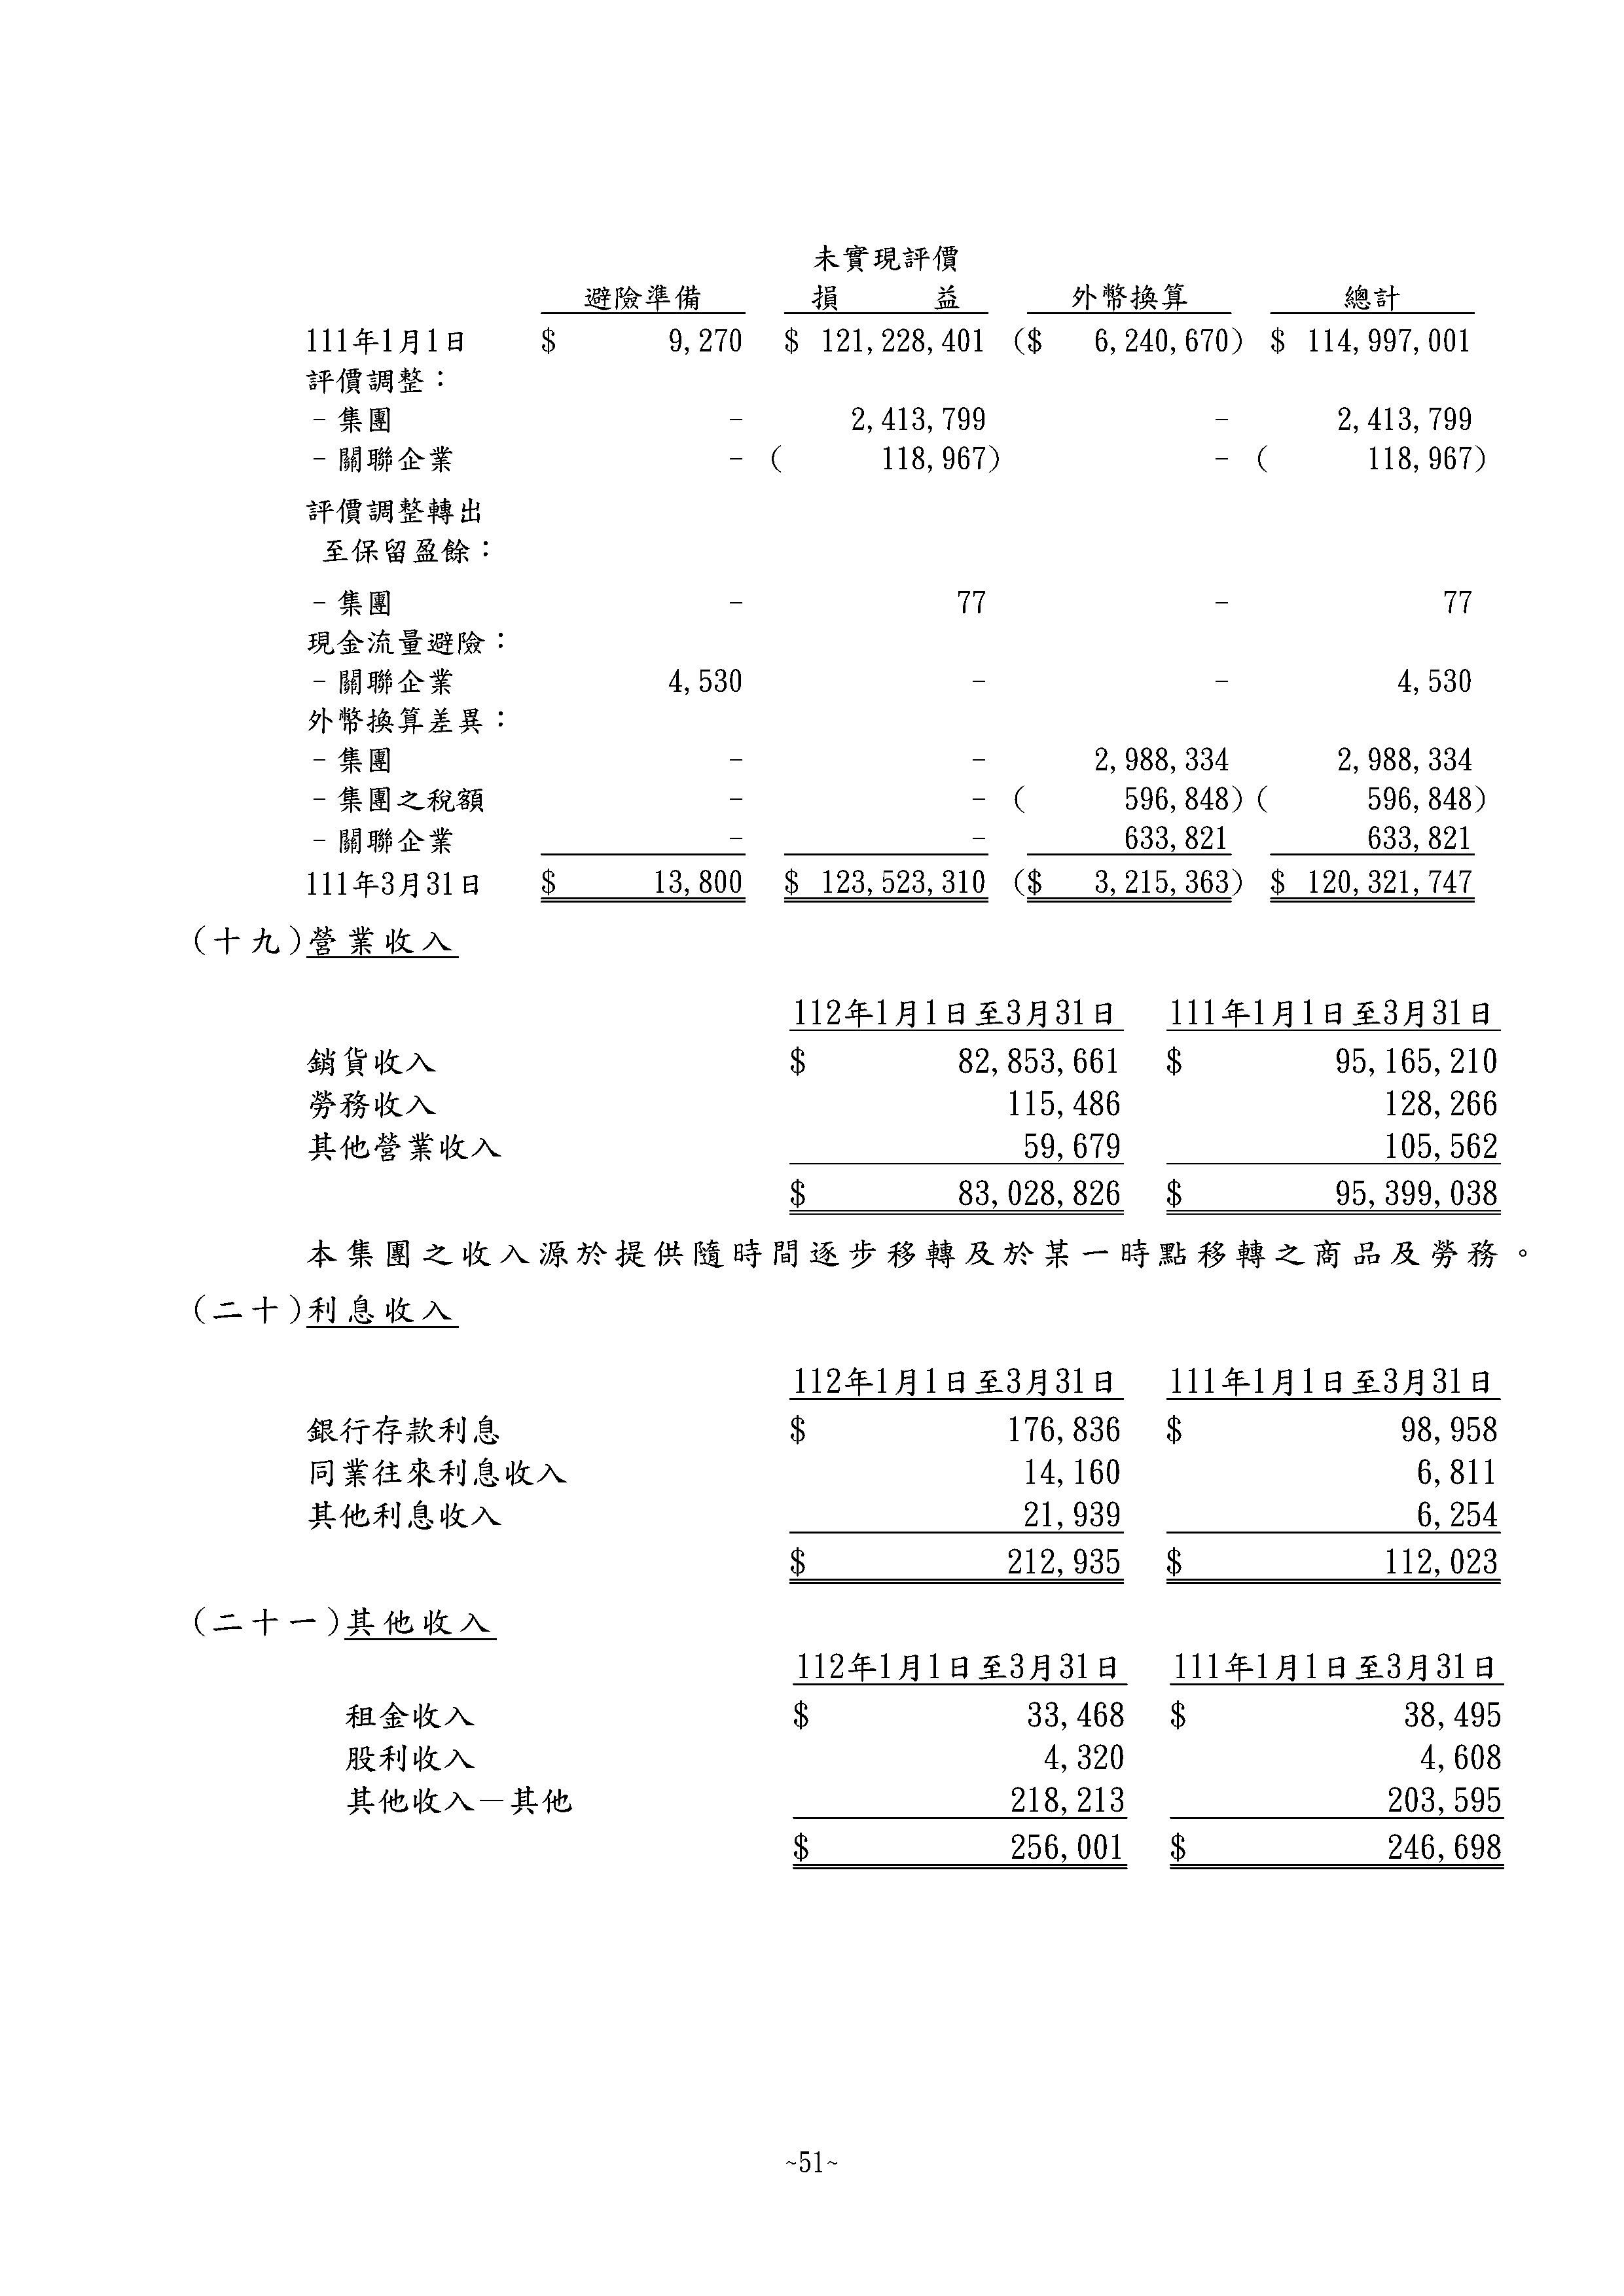 未實現評價
避險準備 損益 外幣換算 總計
111年1月1日 $ 9,270 $ 121,228,401 ($ 6,240,670) $ 114,997,001
評價調整：
－集團 － 2,413,799 － 2,413,799
－關聯企業 － ( 118,967) － ( 118,967)
評價調整轉出
至保留盈餘：
－集團 － 77 － 77
現金流量避險：
－關聯企業 4,530 － － 4,530
外幣換算差異：
－集團 － － 2,988,334 2,988,334
－集團之稅額 － － ( 596,848) ( 596,848)
－關聯企業 － － 633,821 633,821
111年3月31日 $ 13,800 $ 123,523,310 ($ 3,215,363) $ 120,321,747
(十九)營業收入
112年1月1日至3月31日 111年1月1日至3月31日
銷貨收入 $ 82,853,661 $ 95,165,210
勞務收入 115,486 128,266
其他營業收入 59,679 105,562
$ 83,028,826 $ 95,399,038
本集團之收入源於提供隨時間逐步移轉及於某一時點移轉之商品及勞務。
(二十)利息收入
112年1月1日至3月31日 111年1月1日至3月31日
銀行存款利息 $ 176,836 $ 98,958
同業往來利息收入 14,160 6,811
其他利息收入 21,939 6,254
$ 212,935 $ 112,023
(二十一)其他收入
112年1月1日至3月31日 111年1月1日至3月31日
租金收入 $ 33,468 $ 38,495
股利收入 4,320 4,608
其他收入－其他 218,213 203,595
$ 256,001 $ 246,698
~51~